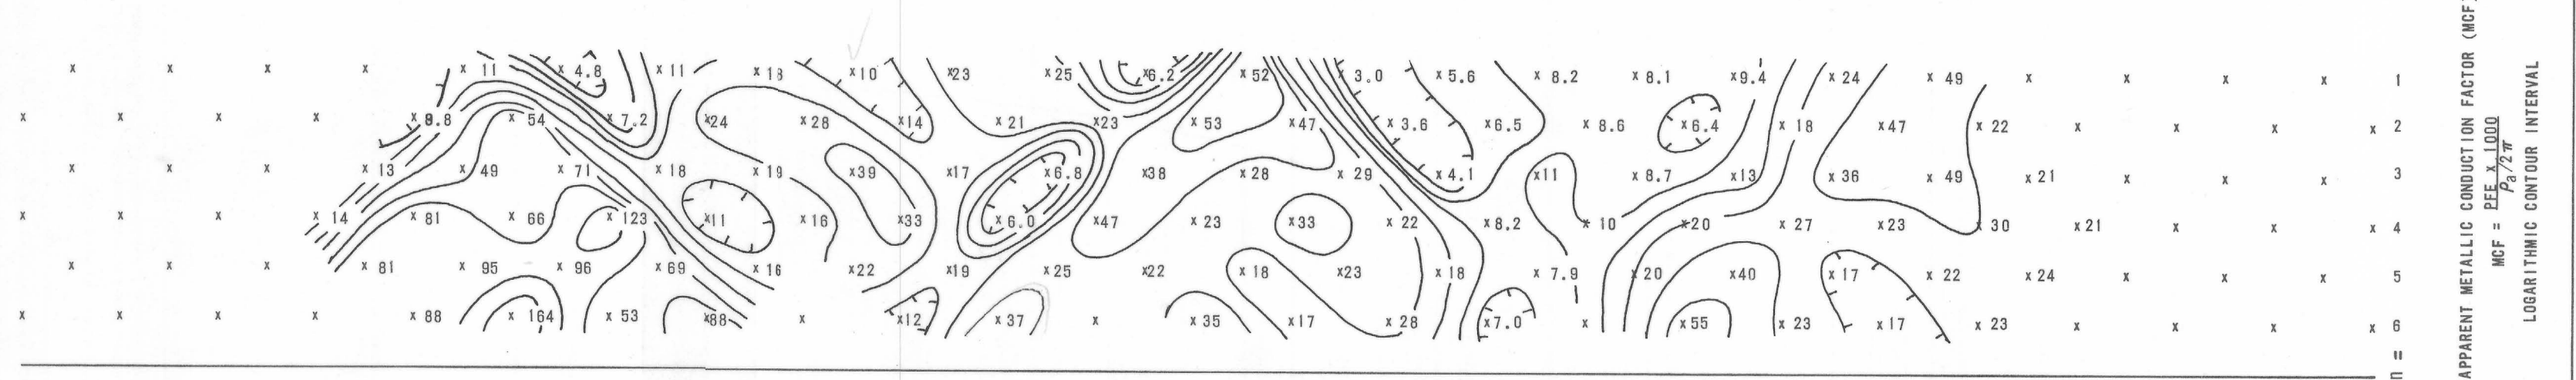 11 4.8 11 18 10 23 25 6.2 52 3.0 5.6 8.2 8.1 9.4 24 49 1
9.8 54 7.2 24 28 14 21 23 53 47 3.6 6.5 8.6 6.4 18 47 22 2
13 49 71 18 19 39 17 6.8 38 28 29 4.1 11 8.7 13 36 49 21 3
14 81 66 123 11 16 33 6.0 47 23 33 22 8.2 10 20 27 23 30 21 4
81 95 96 69 16 22 19 25 22 18 23 18 7.9 20 40 17 22 24 5
88 164 53 88 12 37 35 17 28 7.0 55 23 17 23 6
n =
APPARENT METALLIC CONDUCTION FACTOR (MCF)
MCF = PFE x 1000
ρa/2π
LOGARITHMIC CONTOUR INTERVAL